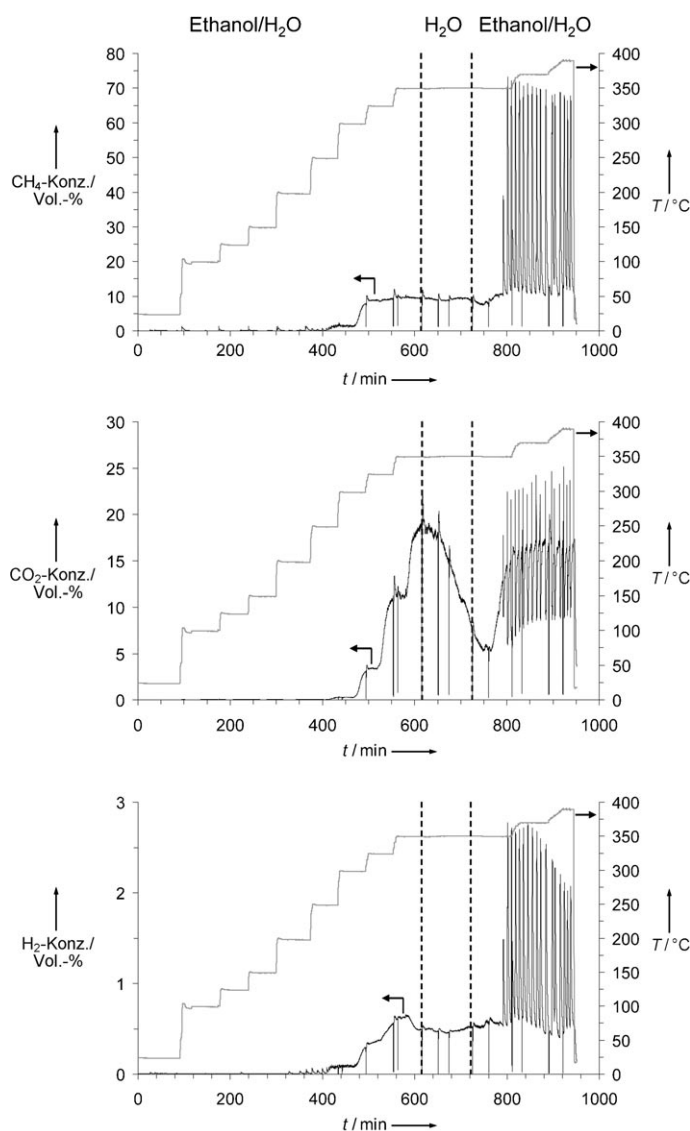 Ethanol/H₂O H₂O Ethanol/H₂O
80 400
70 350
60 300
50 250
CH₄-Konz./
Vol.-%
40 200
T / °C
30 150
20 100
10 50
0 0
0 200 400 600 800 1000
t / min
30 400
350
25
300
20
250
CO₂-Konz./
Vol.-%
15 200
T / °C
150
10
100
5
50
0 0
0 200 400 600 800 1000
t / min
3 400
350
2 300
250
H₂-Konz./
Vol.-%
200
T / °C
1 150
100
50
0 0
0 200 400 600 800 1000
t / min